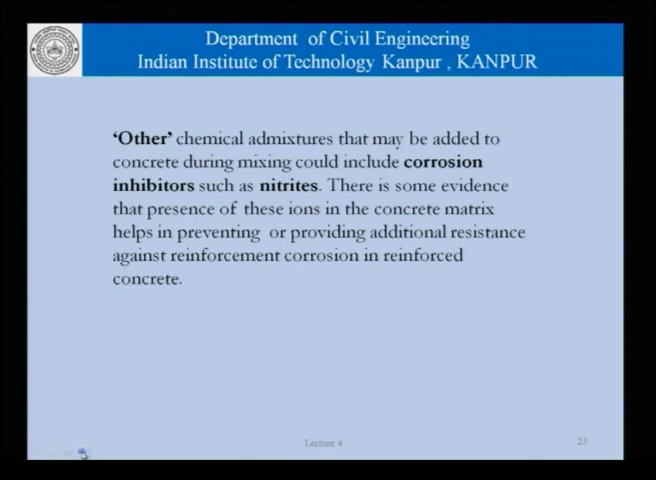 Department of Civil Engineering
Indian Institute of Technology Kanpur , KANPUR
‘Other’ chemical admixtures that may be added to
concrete during mixing could include corrosion
inhibitors such as nitrites. There is some evidence
that presence of these ions in the concrete matrix
helps in preventing or providing additional resistance
against reinforcement corrosion in reinforced
concrete.
Lecture 4
23